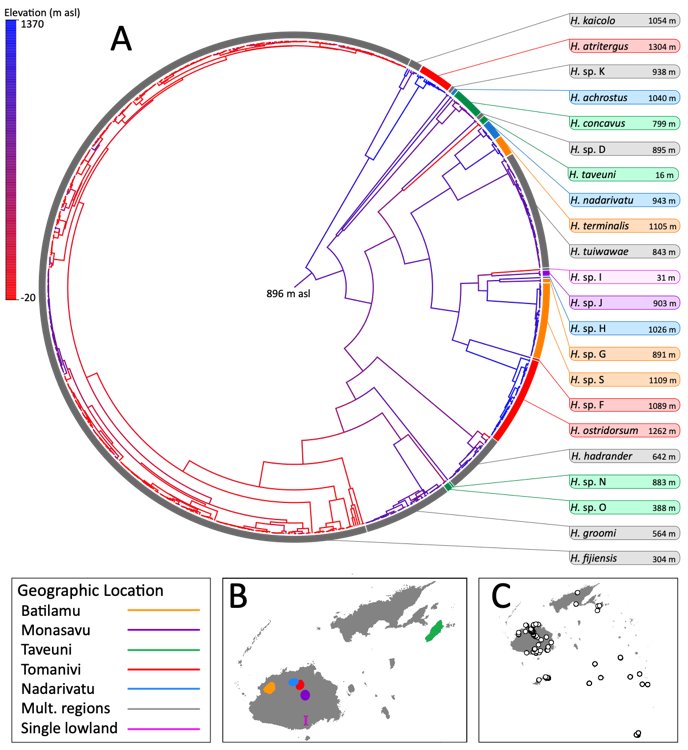 Elevation (m asl)
1370
-20
A
896 m asl
H. kaicolo 1054 m
H. atritergus 1304 m
H. sp. K 938 m
H. achrostus 1040 m
H. concavus 799 m
H. sp. D 895 m
H. taveuni 16 m
H. nadarivatu 943 m
H. terminalis 1105 m
H. tuiwawae 843 m
H. sp. I 31 m
H. sp. J 903 m
H. sp. H 1026 m
H. sp. G 891 m
H. sp. S 1109 m
H. sp. F 1089 m
H. ostridorsum 1262 m
H. hadrander 642 m
H. sp. N 883 m
H. sp. O 388 m
H. groomi 564 m
H. fijiensis 304 m
Geographic Location
Batilamu
Monasavu
Taveuni
Tomanivi
Nadarivatu
Mult. regions
Single lowland
B
I
C